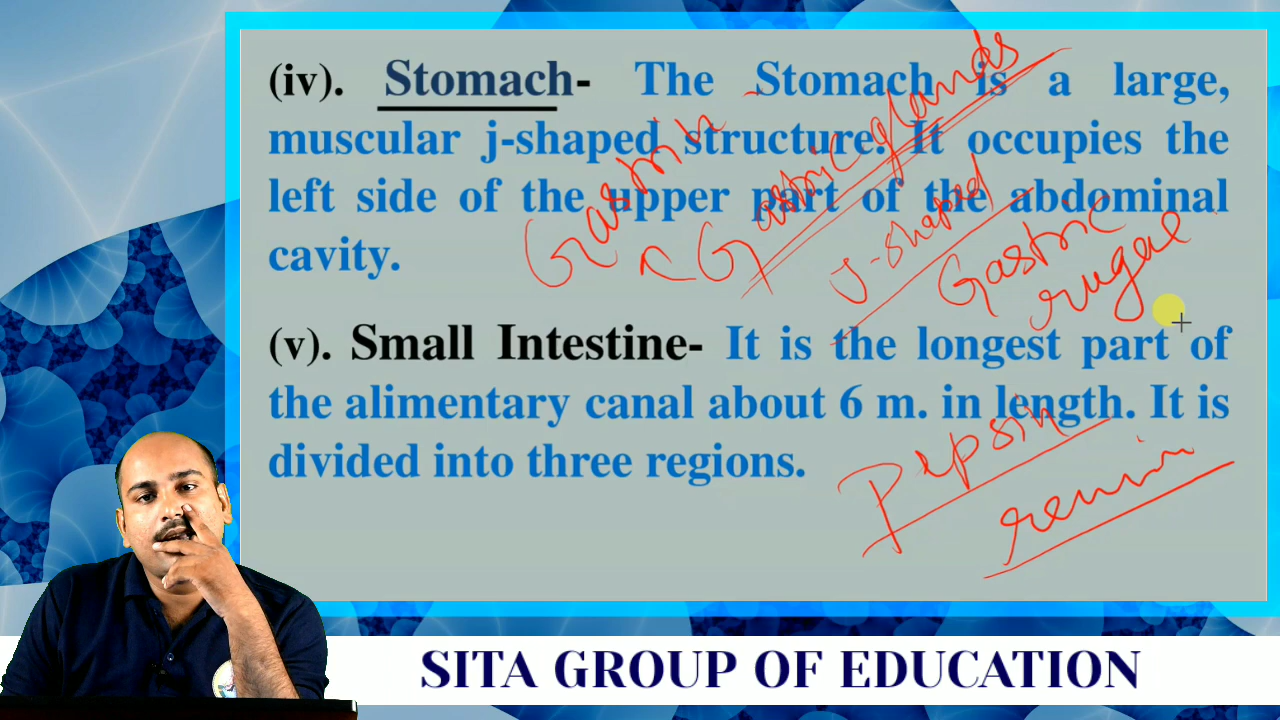 (iv). Stomach- The Stomach is a large,
muscular j-shaped structure. It occupies the
left side of the upper part of the abdominal
cavity.
Gastrin
Gastric glands
J-shaped
Gastric
rugae
(v). Small Intestine- It is the longest part of
the alimentary canal about 6 m. in length. It is
divided into three regions.
Pepsin
rennin
SITA GROUP OF EDUCATION